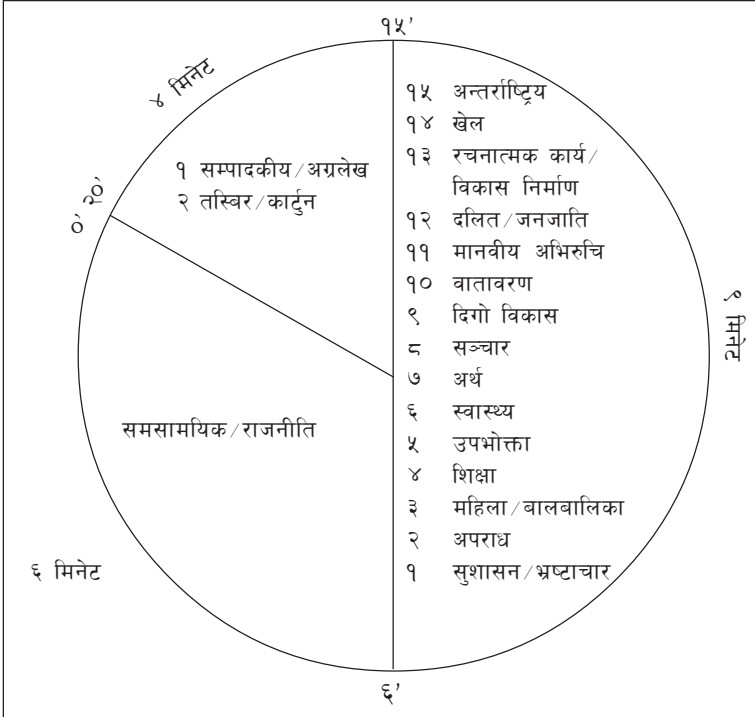 १५’
४ मिनेट
१ सम्पादकीय/अग्रलेख
२ तस्बिर/कार्टुन
०’ २०’
१५ अन्तर्राष्ट्रिय
१४ खेल
१३ रचनात्मक कार्य/
विकास निर्माण
१२ दलित/जनजाति
११ मानवीय अभिरुचि
१० वातावरण
९ दिगो विकास
८ सञ्चार
७ अर्थ
६ स्वास्थ्य
५ उपभोक्ता
४ शिक्षा
३ महिला/बालबालिका
२ अपराध
१ सुशासन/भ्रष्टाचार
९ मिनेट
समसामयिक/राजनीति
६ मिनेट
६’